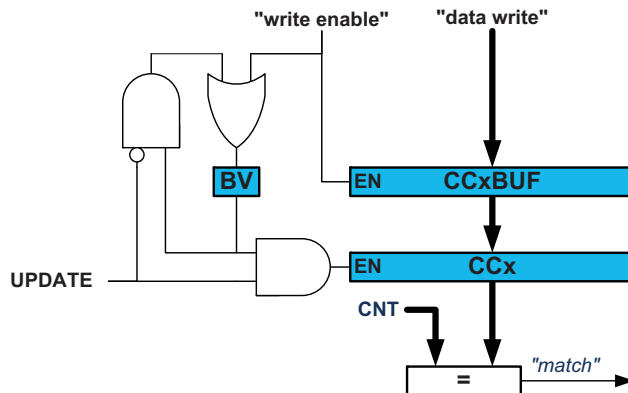 "write enable" "data write"
BV
EN CCxBUF
EN CCx
UPDATE
CNT
"match"
=